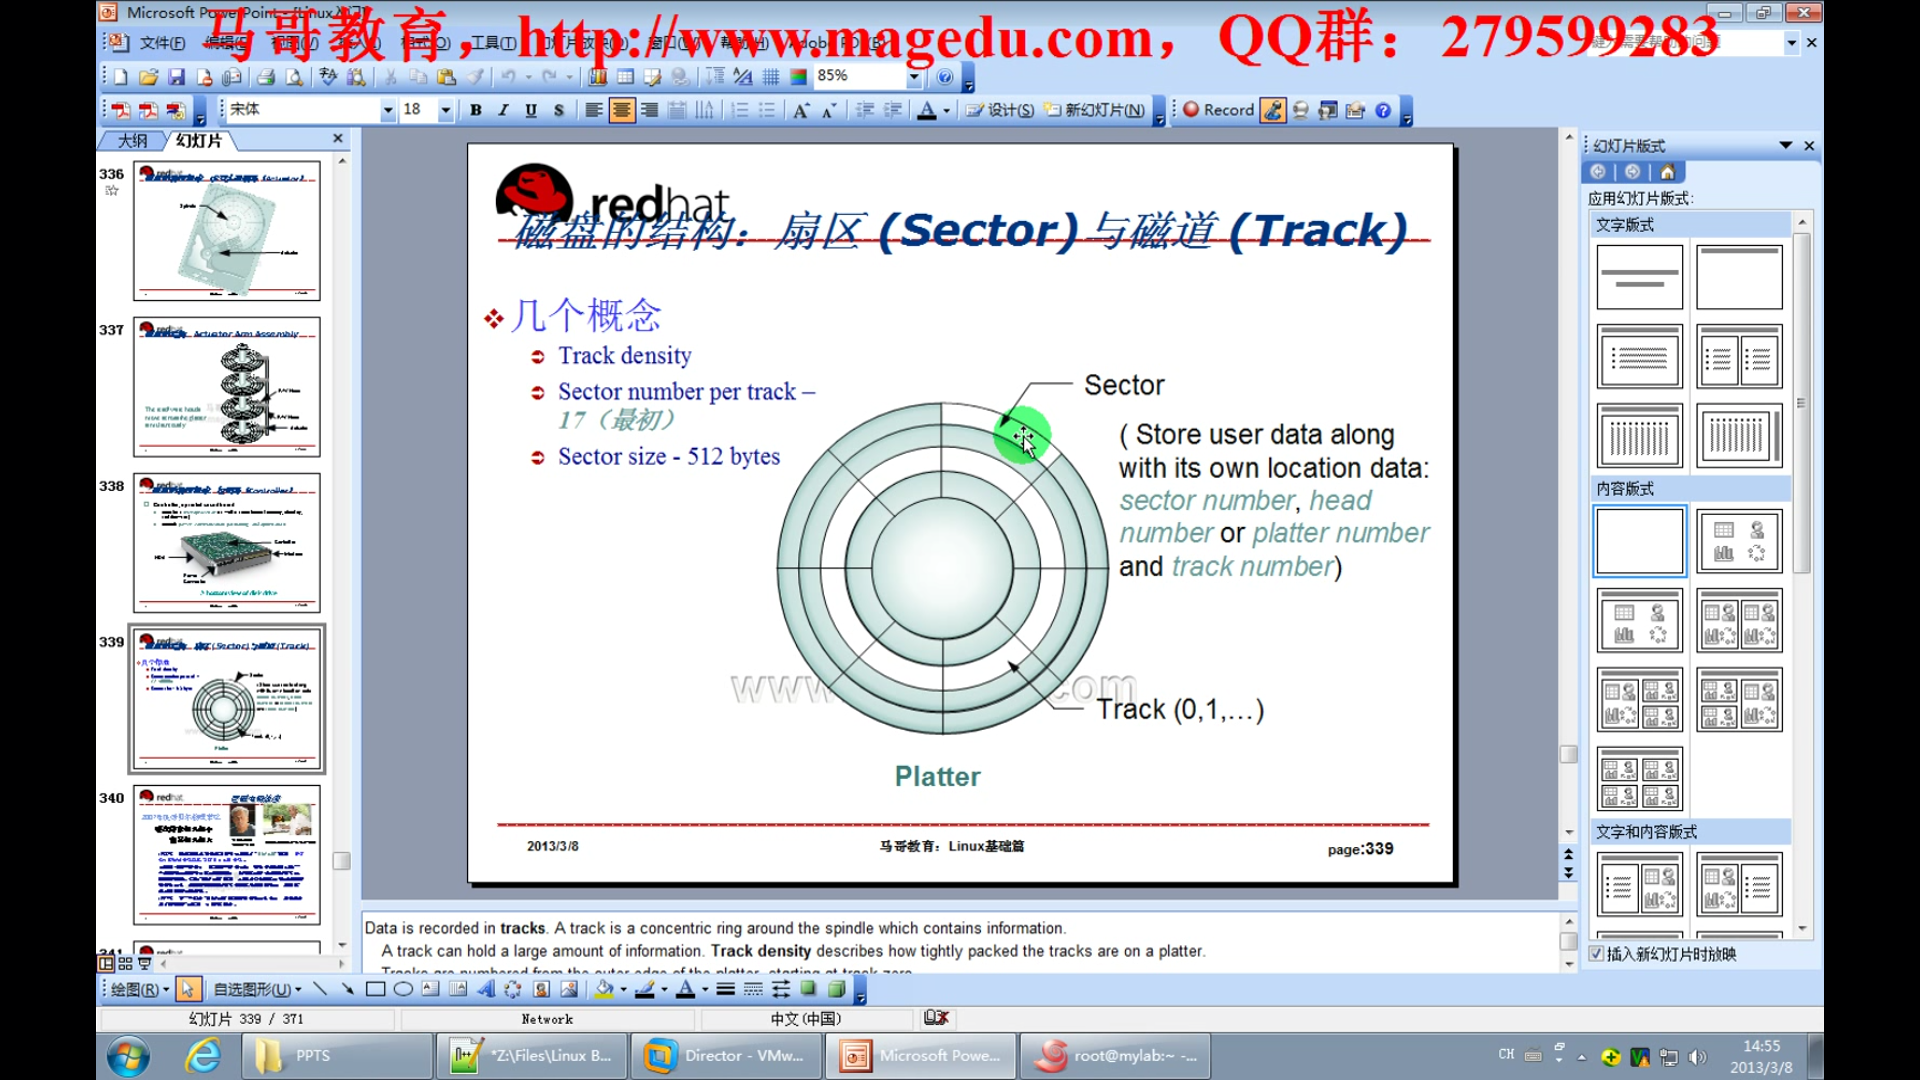 Microsoft PowerPoint - [Linux入门]
马哥教育，http://www.magedu.com，QQ群：279599283
文件(F) 编辑(E) 视图(V) 插入(I) 格式(O) 工具(T) 幻灯片放映(D) 窗口(W) 帮助(H) Adobe PDF(B)
85%
宋体 18 B I U S 设计(S) 新幻灯片(N) Record
大纲 幻灯片
幻灯片版式
应用幻灯片版式:
文字版式
内容版式
文字和内容版式
插入新幻灯片时放映
336
337
338
339
340
341
redhat
磁盘的结构：扇区 (Sector) 与磁道 (Track)
几个概念
Track density
Sector number per track –
17（最初）
Sector size - 512 bytes
Sector
( Store user data along
with its own location data:
sector number, head
number or platter number
and track number)
Track (0,1,…)
Platter
2013/3/8
马哥教育：Linux基础篇
page:339
Data is recorded in tracks. A track is a concentric ring around the spindle which contains information.
A track can hold a large amount of information. Track density describes how tightly packed the tracks are on a platter.
Tracks are numbered from the outer edge of the platter, starting at track zero.
绘图(R) 自选图形(U)
幻灯片 339 / 371
Network
中文(中国)
PPTS
*Z:\Files\Linux B...
Director - VMw...
Microsoft Powe...
root@mylab:~ -...
CH
14:55
2013/3/8